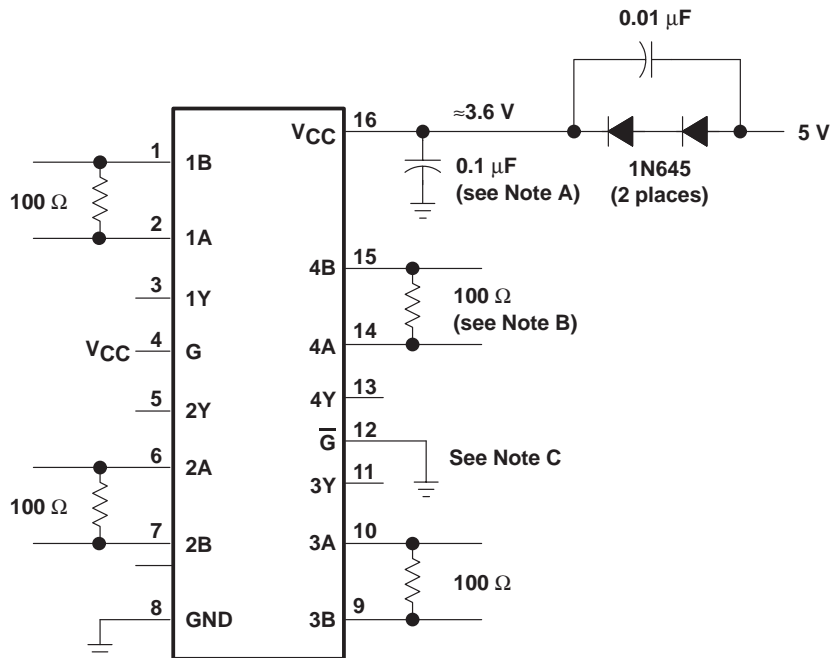 0.01 μF
16
≈3.6 V
VCC
5 V
1
1B
0.1 μF
(see Note A)
1N645
(2 places)
100 Ω
2
1A
15
4B
3
1Y
100 Ω
(see Note B)
VCC
4
G
14
4A
5
2Y
13
4Y
12
G̅
See Note C
6
2A
11
3Y
100 Ω
7
2B
10
3A
100 Ω
8
GND
9
3B